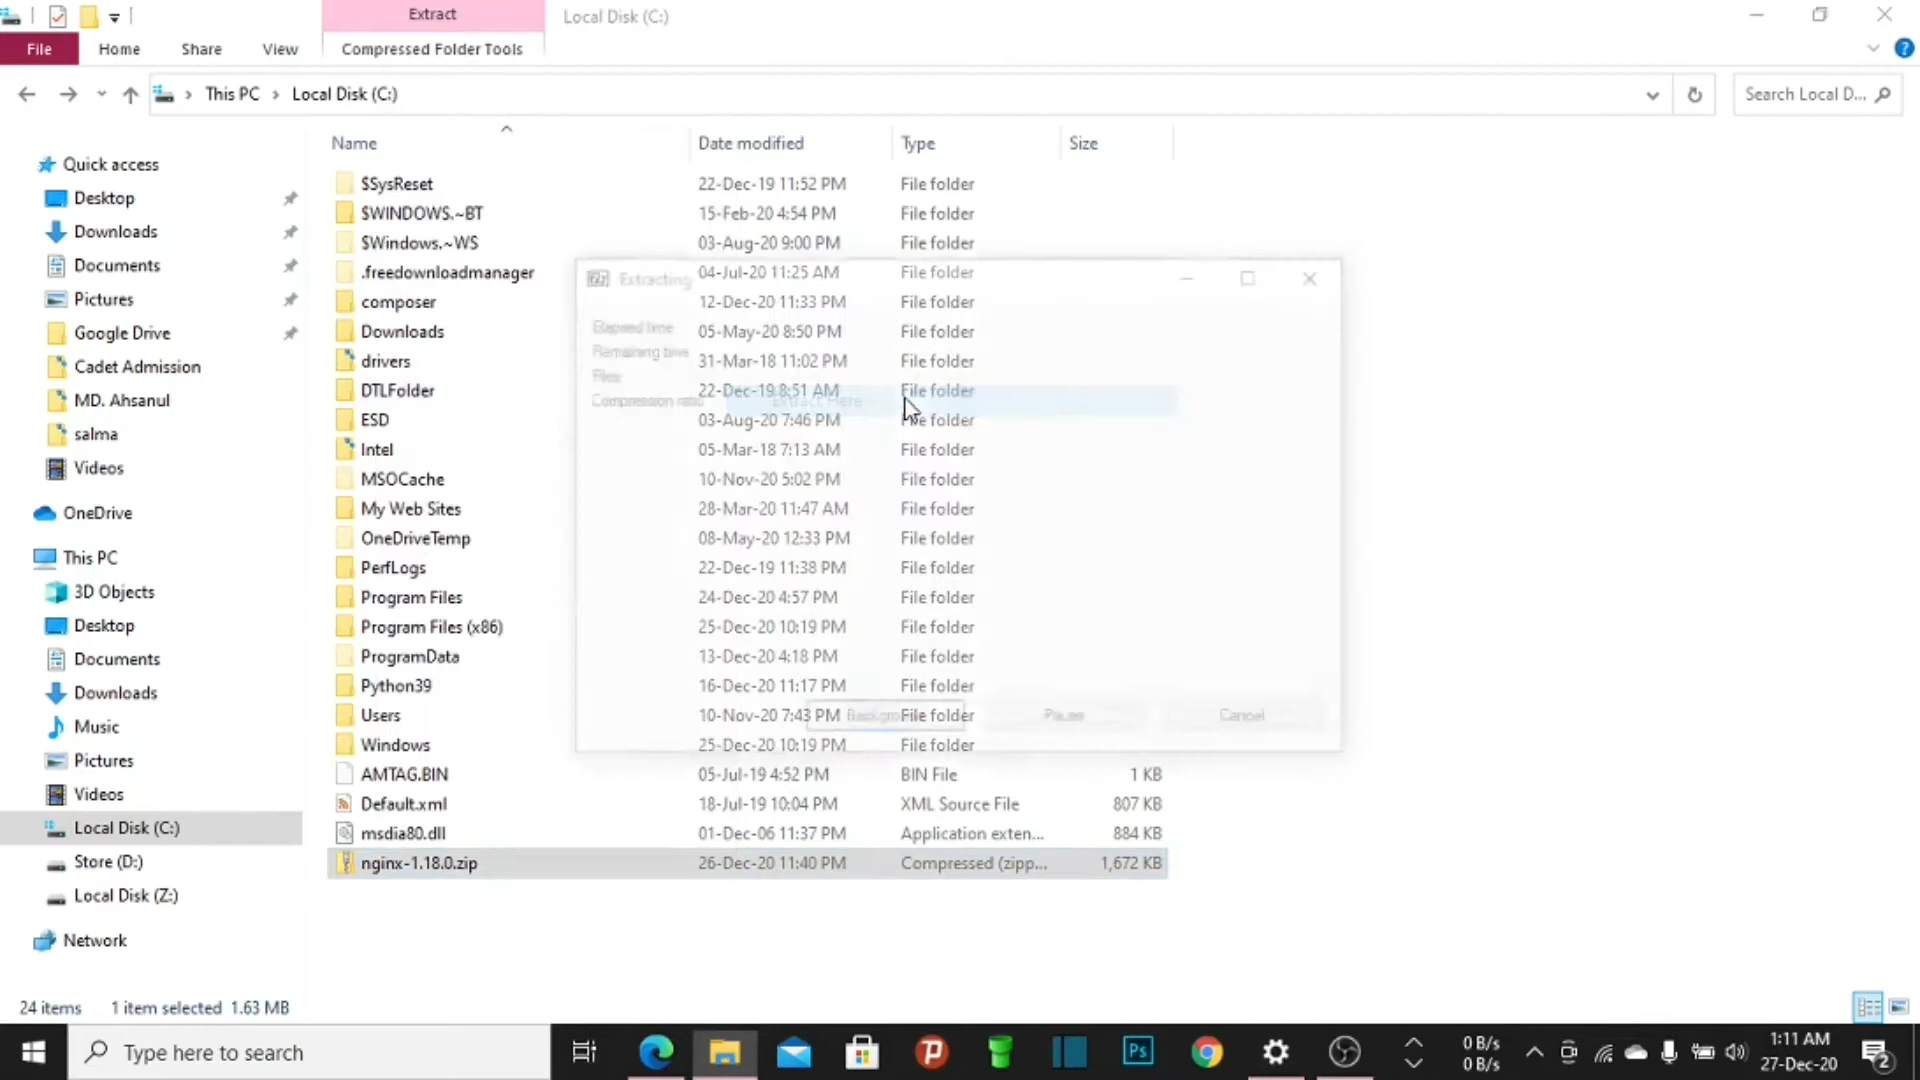 Extract
Local Disk (C:)
File
Home
Share
View
Compressed Folder Tools
This PC
Local Disk (C:)
Search Local D...
Name
Date modified
Type
Size
Quick access
Desktop
Downloads
Documents
Pictures
Google Drive
Cadet Admission
MD. Ahsanul
salma
Videos
OneDrive
This PC
3D Objects
Desktop
Documents
Downloads
Music
Pictures
Videos
Local Disk (C:)
Store (D:)
Local Disk (Z:)
Network
$SysReset 22-Dec-19 11:52 PM File folder
$WINDOWS.~BT 15-Feb-20 4:54 PM File folder
$Windows.~WS 03-Aug-20 9:00 PM File folder
.freedownloadmanager 04-Jul-20 11:25 AM File folder
composer 12-Dec-20 11:33 PM File folder
Downloads 05-May-20 8:50 PM File folder
drivers 31-Mar-18 11:02 PM File folder
DTLFolder 22-Dec-19 8:51 AM File folder
ESD 03-Aug-20 7:46 PM File folder
Intel 05-Mar-18 7:13 AM File folder
MSOCache 10-Nov-20 5:02 PM File folder
My Web Sites 28-Mar-20 11:47 AM File folder
OneDriveTemp 08-May-20 12:33 PM File folder
PerfLogs 22-Dec-19 11:38 PM File folder
Program Files 24-Dec-20 4:57 PM File folder
Program Files (x86) 25-Dec-20 10:19 PM File folder
ProgramData 13-Dec-20 4:18 PM File folder
Python39 16-Dec-20 11:17 PM File folder
Users 10-Nov-20 7:43 PM File folder
Windows 25-Dec-20 10:19 PM File folder
AMTAG.BIN 05-Jul-19 4:52 PM BIN File 1 KB
Default.xml 18-Jul-19 10:04 PM XML Source File 807 KB
msdia80.dll 01-Dec-06 11:37 PM Application exten... 884 KB
nginx-1.18.0.zip 26-Dec-20 11:40 PM Compressed (zipp... 1,672 KB
Extracting
Elapsed time
Remaining time
Files
Compression ratio
Extract Here
Pause
Cancel
24 items
1 item selected 1.63 MB
Type here to search
Ps
0 B/s
0 B/s
1:11 AM
27-Dec-20
2